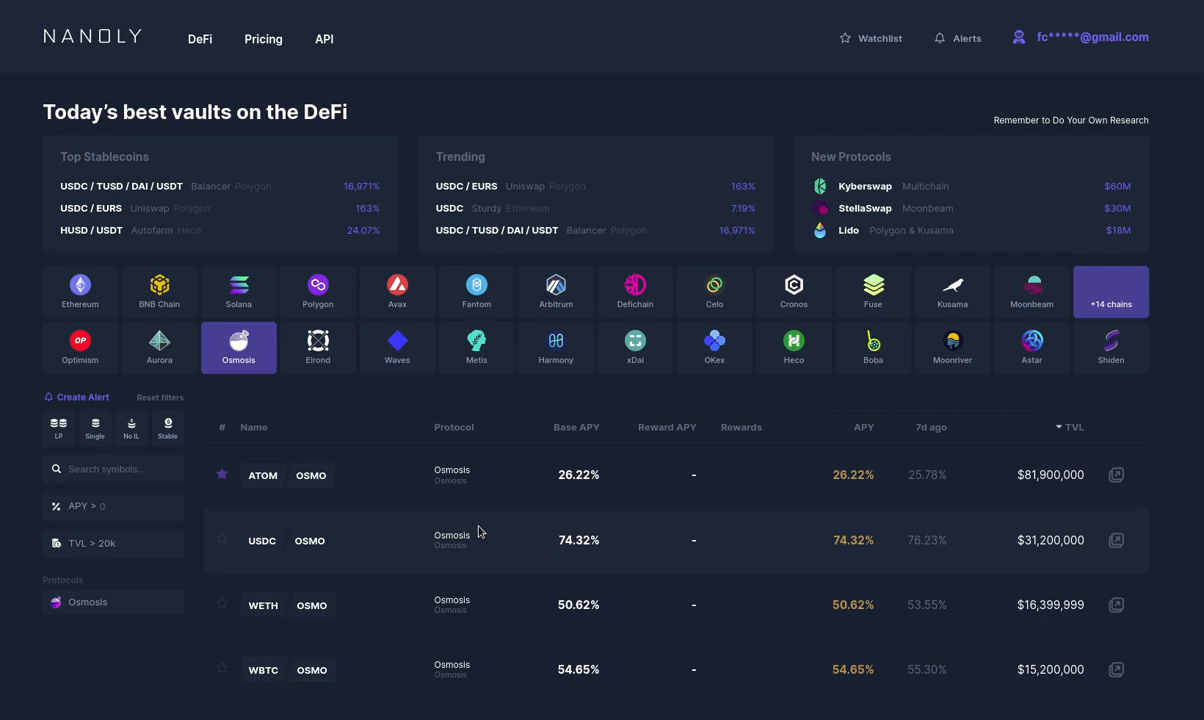 NANOLY DeFi Pricing API Watchlist Alerts fc*****@gmail.com
Today's best vaults on the DeFi
Remember to Do Your Own Research
Top Stablecoins
USDC / TUSD / DAI / USDT Balancer Polygon 16,971%
USDC / EURS Uniswap Polygon 163%
HUSD / USDT Autofarm Heco 24.07%
Trending
USDC / EURS Uniswap Polygon 163%
USDC Sturdy Ethereum 7.19%
USDC / TUSD / DAI / USDT Balancer Polygon 16,971%
New Protocols
Kyberswap Multichain $60M
StellaSwap Moonbeam $30M
Lido Polygon & Kusama $18M
Ethereum BNB Chain Solana Polygon Avax Fantom Arbitrum Defichain Celo Cronos Fuse Kusama Moonbeam +14 chains
OP
Optimism Aurora Osmosis Elrond Waves Metis Harmony xDai OKex Heco Boba Moonriver Astar Shiden
Create Alert Reset filters
LP Single No IL Stable
Search symbols...
APY > 0
TVL > 20k
Protocols
Osmosis
# Name Protocol Base APY Reward APY Rewards APY 7d ago TVL
ATOM OSMO Osmosis 26.22% - 26.22% 25.78% $81,900,000
Osmosis
USDC OSMO Osmosis 74.32% - 74.32% 76.23% $31,200,000
Osmosis
WETH OSMO Osmosis 50.62% - 50.62% 53.55% $16,399,999
Osmosis
WBTC OSMO Osmosis 54.65% - 54.65% 55.30% $15,200,000
Osmosis